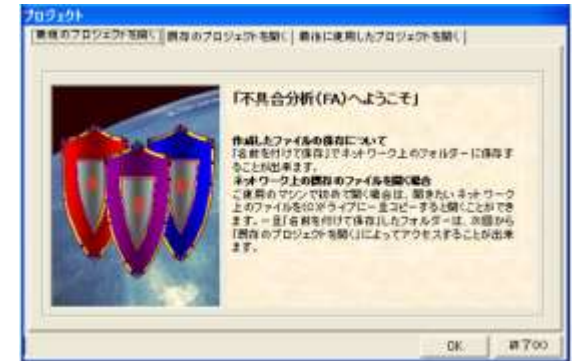 プロジェクト
新規のプロジェクトを開く
既存のプロジェクトを開く
最後に使用したプロジェクトを開く
「不具合分析(FA)へようこそ」
作成したファイルの保存について
「名前を付けて保存」でネットワーク上のフォルダーに保存す
ることが出来ます。
ネットワーク上の既存のファイルを開く場合
ご使用のマシンで初めて開く場合は、開きたいネットワーク
上のファイルを(C)ドライブに一旦コピーすると開くことができ
ます。一旦「名前を付けて保存」したフォルダーは、次回から
「既存のプロジェクトを開く」によってアクセスすることが出来
ます。
OK
終了(X)